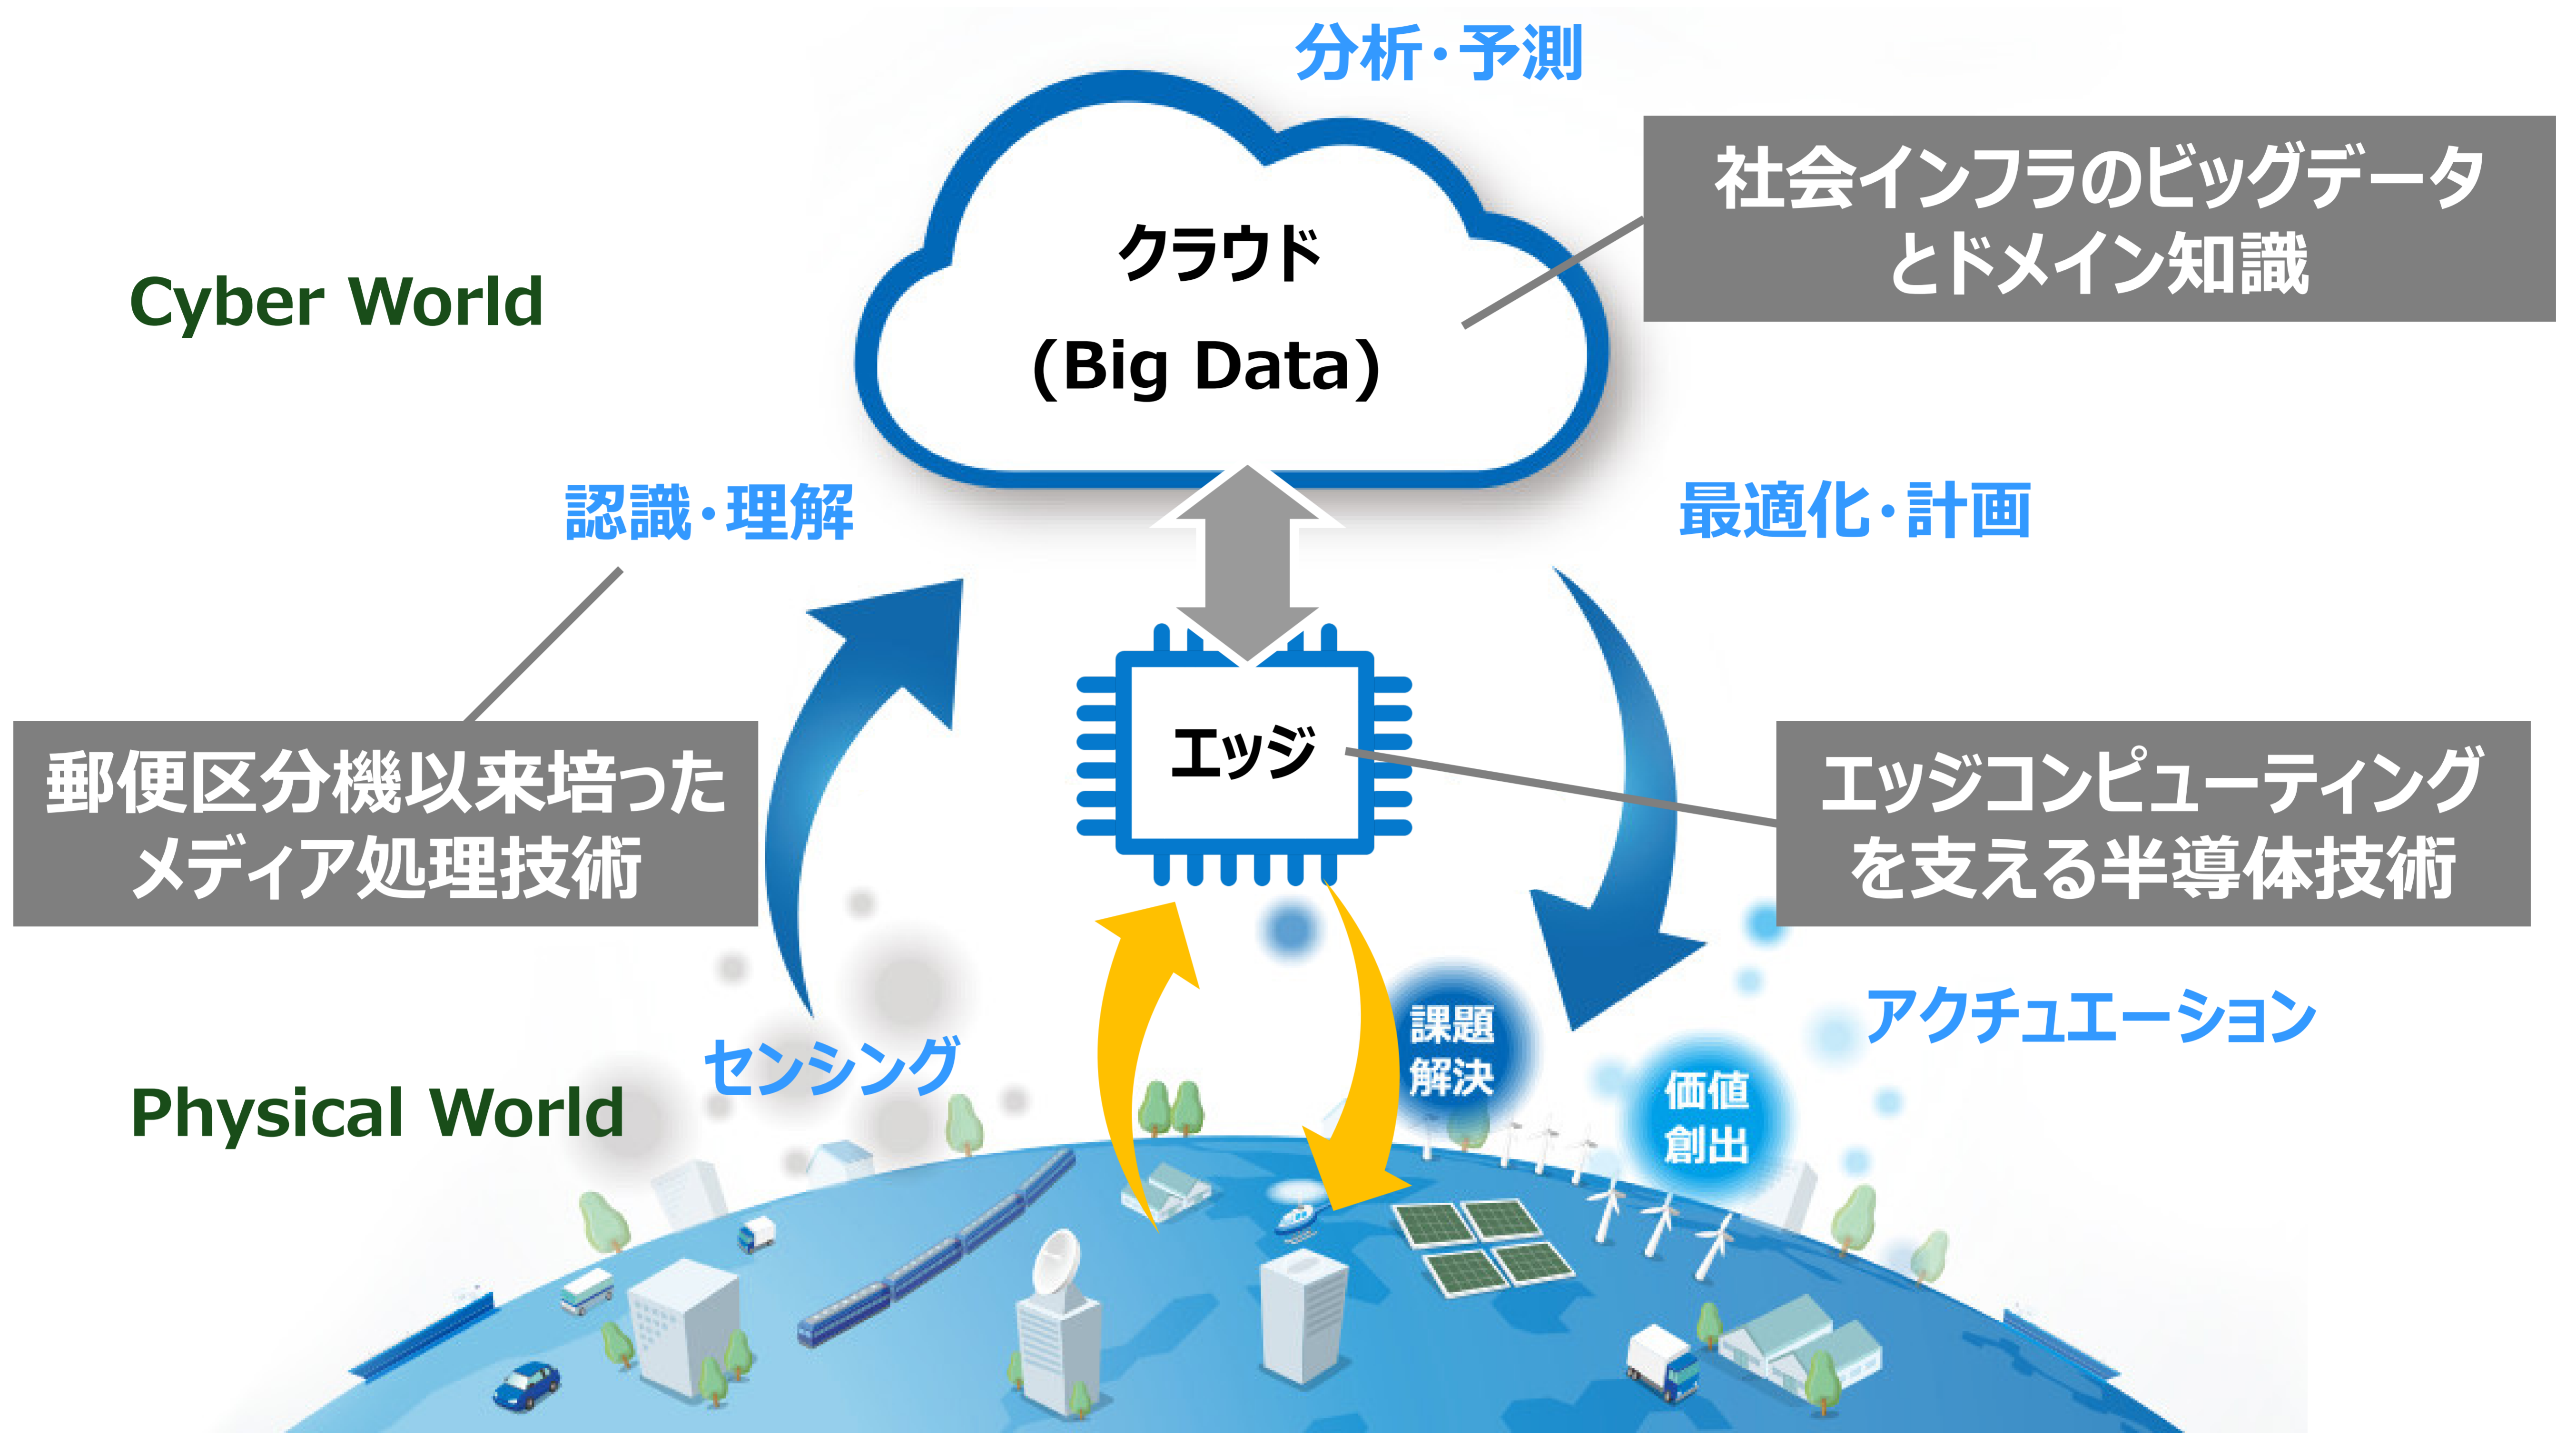 分析・予測
社会インフラのビッグデータ
とドメイン知識
クラウド
(Big Data)
Cyber World
認識・理解
最適化・計画
郵便区分機以来培った
メディア処理技術
エッジ
エッジコンピューティング
を支える半導体技術
課題
解決
アクチュエーション
センシング
価値
創出
Physical World